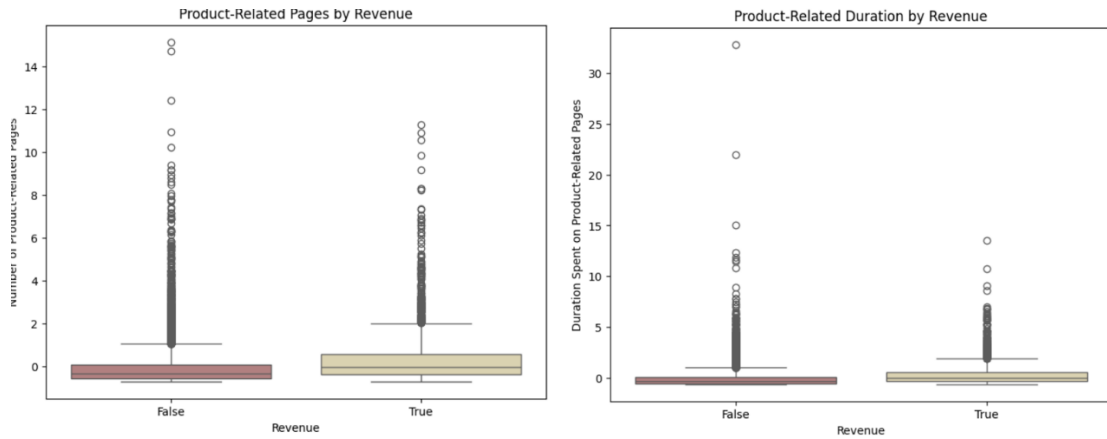 Product-Related Pages by Revenue
Number of Product-Related Pages
14
12
10
8
6
4
2
0
False
True
Revenue
Product-Related Duration by Revenue
Duration Spent on Product-Related Pages
30
25
20
15
10
5
0
False
True
Revenue